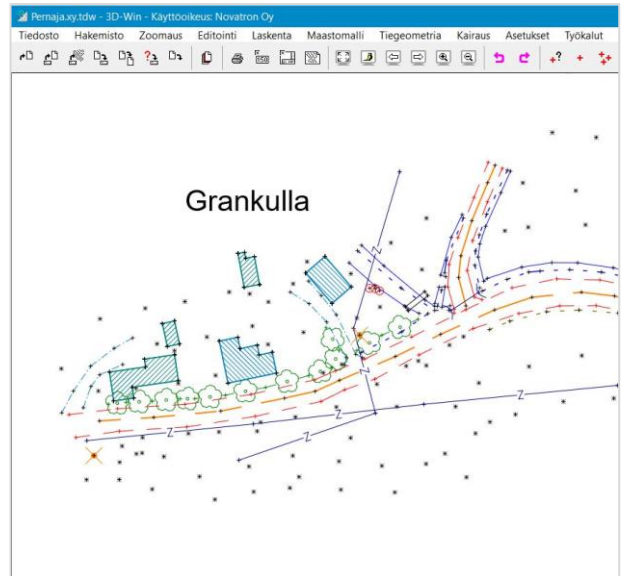 Pernaja.xy.tdw - 3D-Win - Käyttöoikeus: Novatron Oy
Tiedosto Hakemisto Zoomaus Editointi Laskenta Maastomalli Tiegeometria Kairaus Asetukset Työkalut
Grankulla
Z
Z
Z
Z
Z
Z